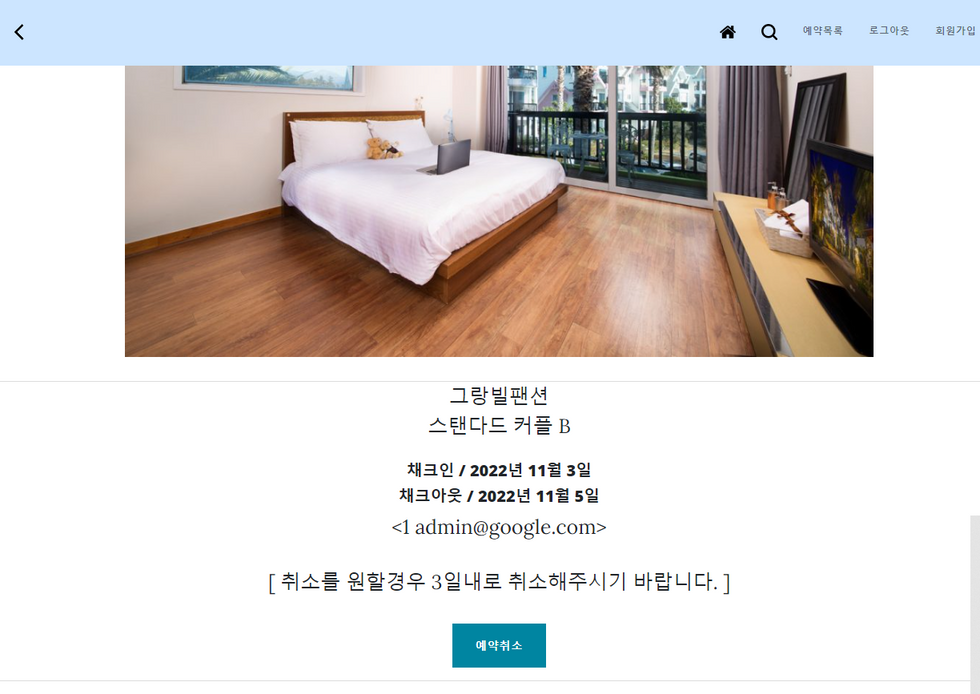 예약목록
로그아웃
회원가입
그랑빌팬션
스탠다드 커플 B
채크인 / 2022년 11월 3일
채크아웃 / 2022년 11월 5일
<1 admin@google.com>
[ 취소를 원할경우 3일내로 취소해주시기 바랍니다. ]
예약취소